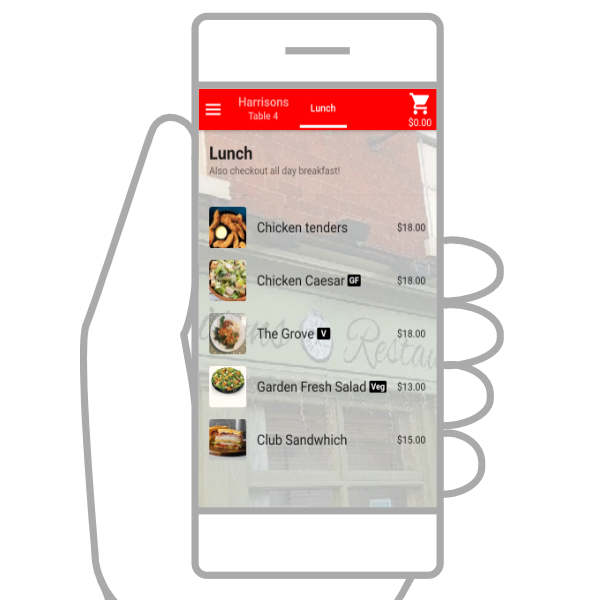 Harrisons
Table 4
Lunch
$0.00
Lunch
Also checkout all day breakfast!
Chicken tenders $18.00
Chicken Caesar GF $18.00
The Grove V $18.00
Garden Fresh Salad Veg $13.00
Club Sandwhich $15.00